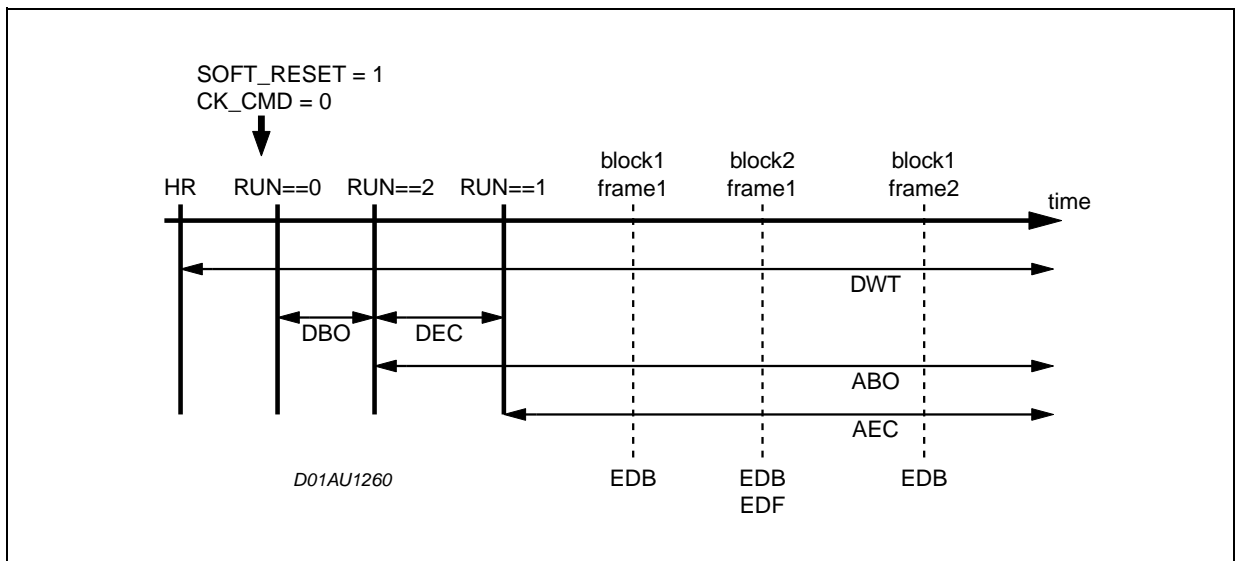 SOFT_RESET = 1
CK_CMD = 0
block1 block2 block1
HR RUN==0 RUN==2 RUN==1 frame1 frame1 frame2
time
DWT
DBO DEC
ABO
AEC
D01AU1260 EDB EDB EDB
EDF